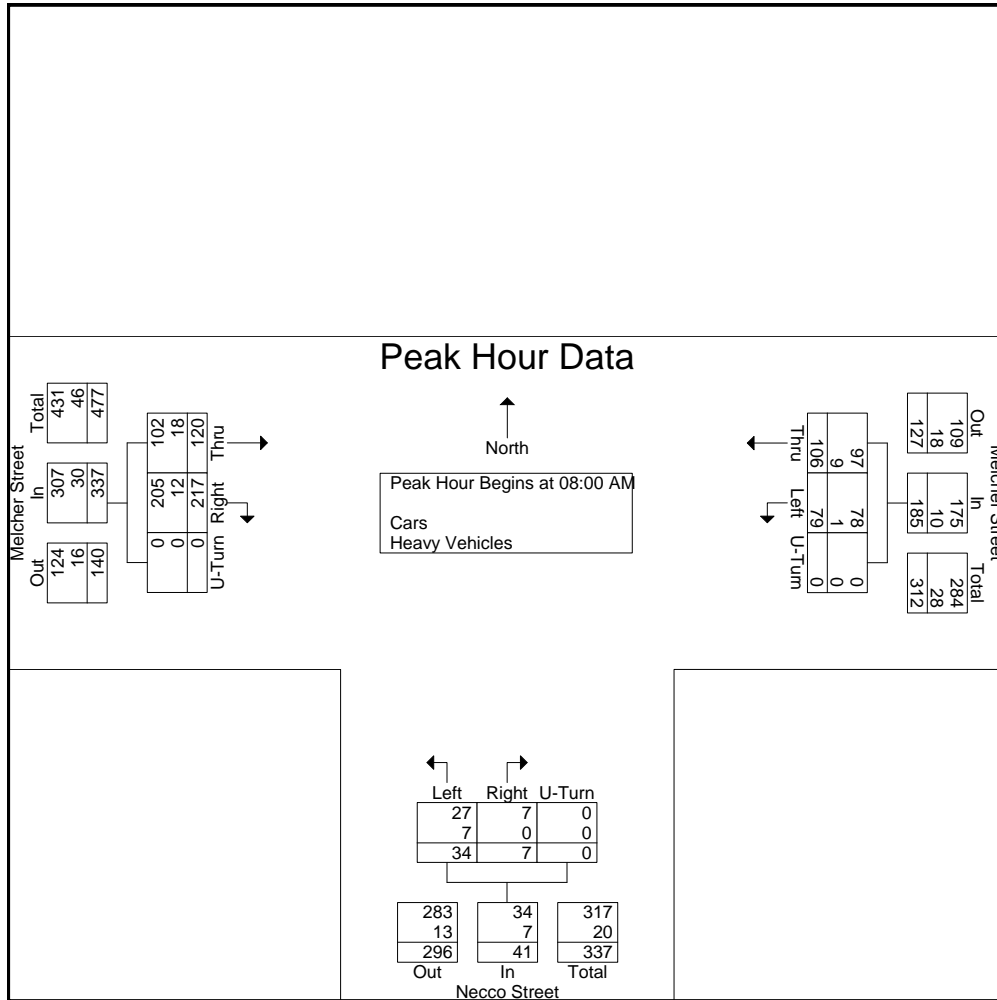 Peak Hour Data
North
Peak Hour Begins at 08:00 AM
Cars
Heavy Vehicles
Melcher Street
Total
431
46
477
In
307
30
337
Out
124
16
140
Thru
102
18
120
Right
205
12
217
U-Turn
0
0
0
Melcher Street
Out
109
18
127
In
175
10
185
Total
284
28
312
Thru
97
9
106
Left
78
1
79
U-Turn
0
0
0
Left Right U-Turn
27 7 0
7 0 0
34 7 0
283 34 317
13 7 20
296 41 337
Out In Total
Necco Street